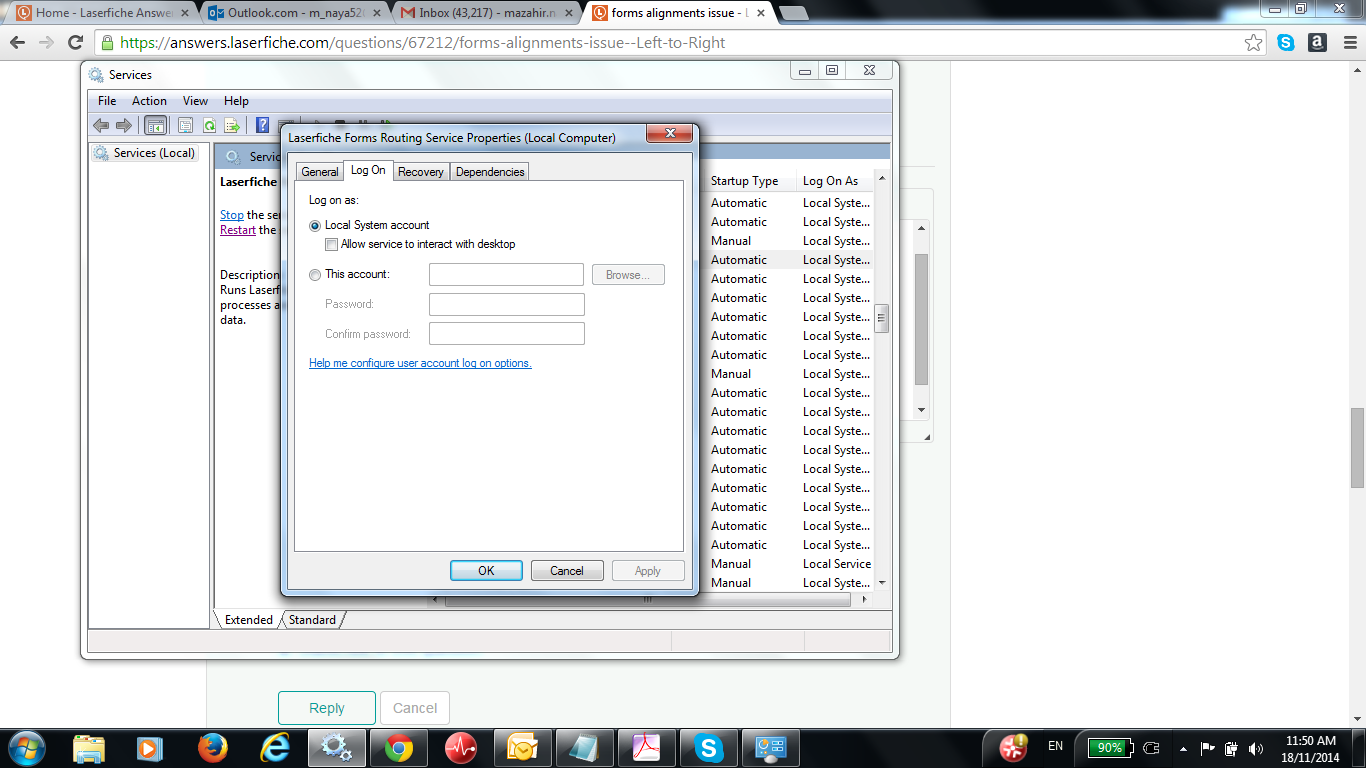 Home - Laserfiche Answer
Outlook.com - m_naya52
Inbox (43,217) - mazahir.n
forms alignments issue - L
https://answers.laserfiche.com/questions/67212/forms-alignments-issue--Left-to-Right
Services
File Action View Help
Services (Local)
Servic
Laserfiche
Stop the ser
Restart the
Description
Runs Laserf
processes a
data.
Laserfiche Forms Routing Service Properties (Local Computer)
General Log On Recovery Dependencies
Log on as:
Local System account
Allow service to interact with desktop
This account:
Browse...
Password:
Confirm password:
Help me configure user account log on options.
OK Cancel Apply
Startup Type Log On As
Automatic Local Syste...
Automatic Local Syste...
Manual Local Syste...
Automatic Local Syste...
Automatic Local Syste...
Automatic Local Syste...
Automatic Local Syste...
Automatic Local Syste...
Automatic Local Syste...
Manual Local Syste...
Automatic Local Syste...
Automatic Local Syste...
Automatic Local Syste...
Automatic Local Syste...
Automatic Local Syste...
Automatic Local Syste...
Automatic Local Syste...
Automatic Local Syste...
Automatic Local Syste...
Manual Local Service
Manual Local Syste...
Extended Standard
Reply Cancel
EN
90%
11:50 AM
18/11/2014